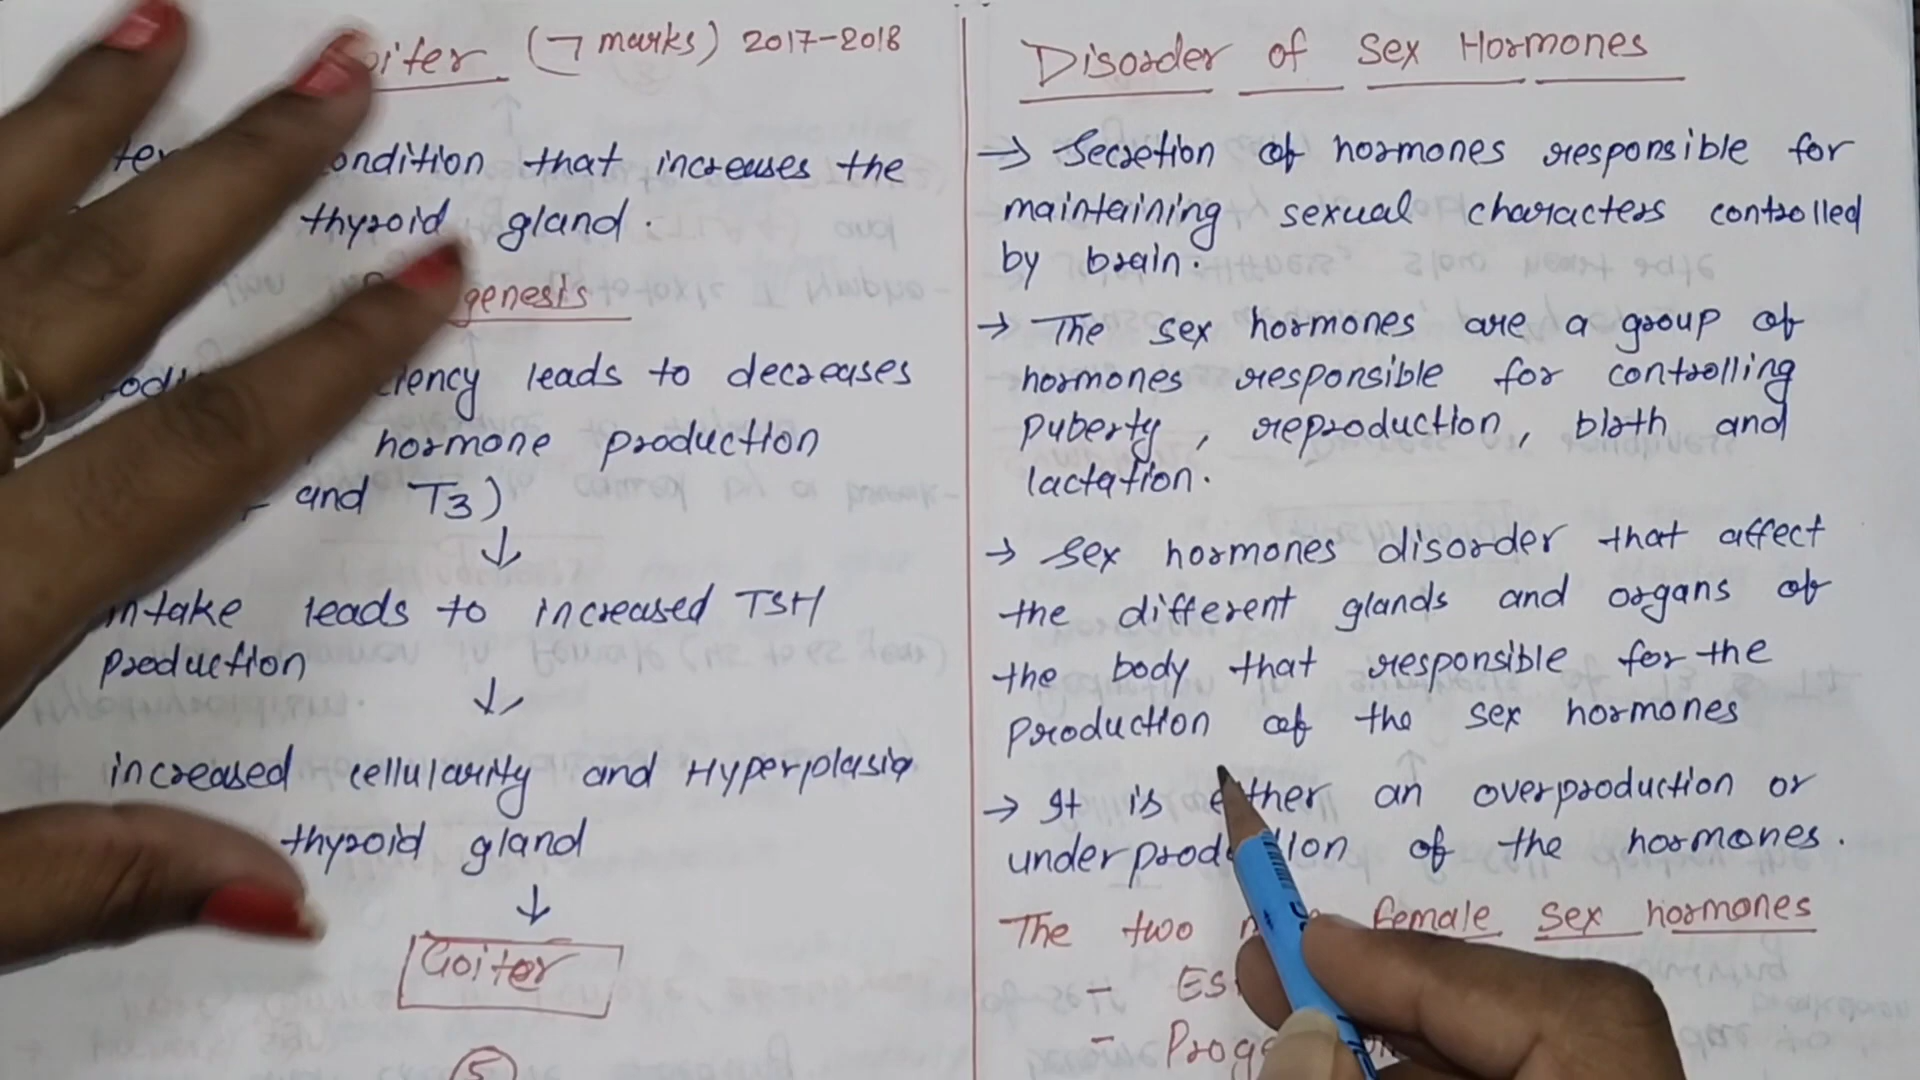 (7 marks) 2017-2018
condition that increases the
thyroid gland.
genesis
leads to decreases
hormone production
and T3)
↓
intake leads to increased TSH
production
↓
increased cellularity and Hyperplasia
thyroid gland
↓
Goiter
5
Disorder of Sex Hormones
→ Secretion of hormones responsible for
maintaining sexual characters controlled
by brain.
→ The sex hormones are a group of
hormones responsible for controlling
puberty, reproduction, birth and
lactation.
→ Sex hormones disorder that affect
the different glands and organs of
the body that responsible for the
production of the sex hormones
→ It is either an overproduction or
underproduction of the hormones.
The two female sex hormones
-
-